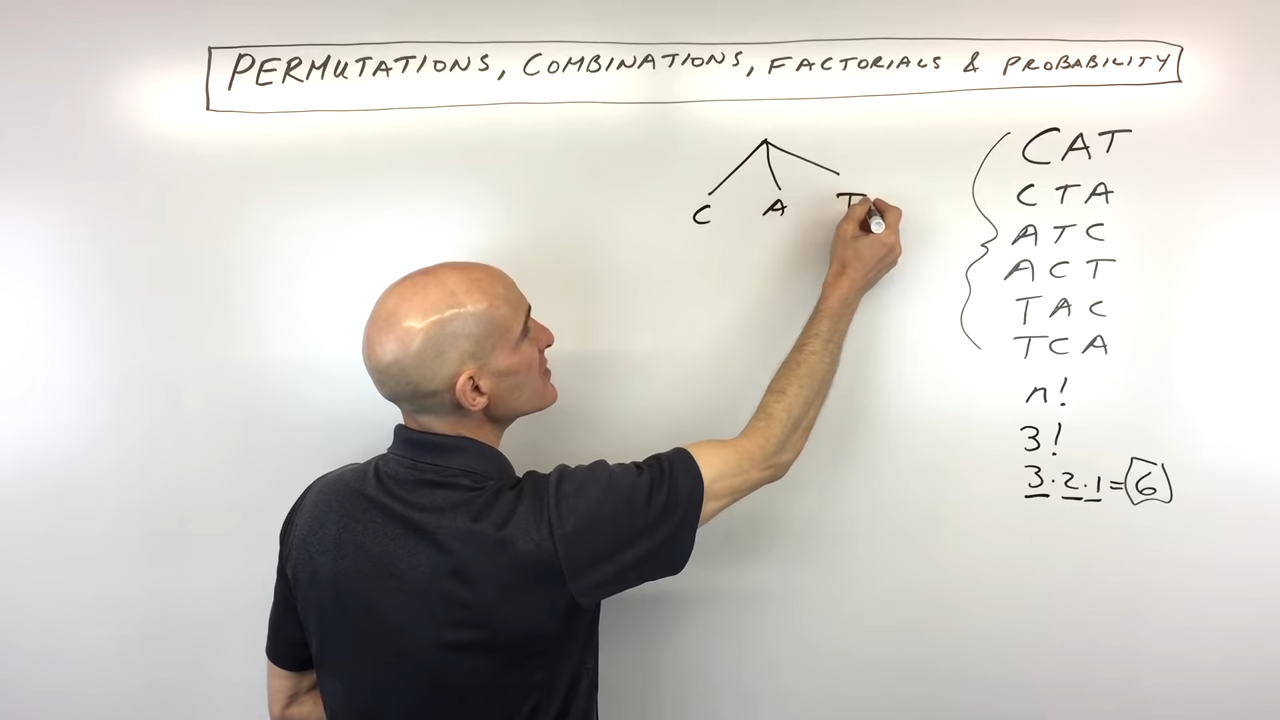 PERMUTATIONS, COMBINATIONS, FACTORIALS & PROBABILITY
C A T
CAT
CTA
ATC
ACT
TAC
TCA
n!
3!
3·2·1=6